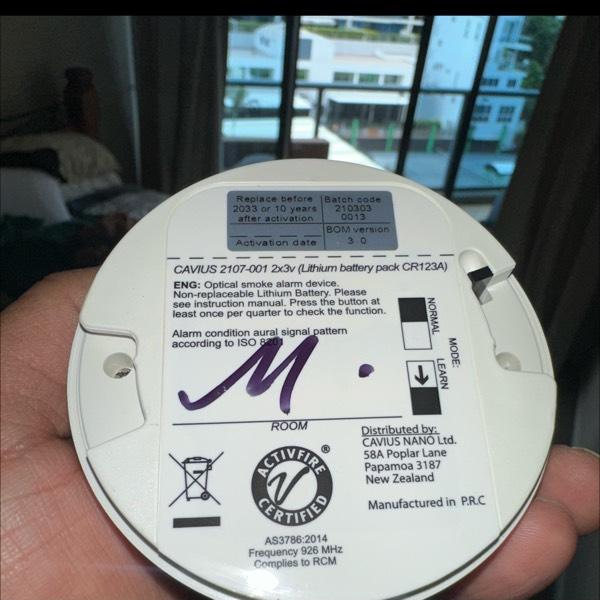 Replace before
2033 or 10 years
after activation
Activation date
Batch code
210303
0013
BOM version
3 0
CAVIUS 2107-001 2x3v (Lithium battery pack CR123A)
ENG: Optical smoke alarm device.
Non-replaceable Lithium Battery. Please
see instruction manual. Press the button at
least once per quarter to check the function.
Alarm condition aural signal pattern
according to ISO 8201
NORMAL
MODE:
LEARN
M.
ROOM
ACTIVFIRE®
CERTIFIED
Distributed by:
CAVIUS NANO Ltd.
58A Poplar Lane
Papamoa 3187
New Zealand
Manufactured in P.R.C
AS3786:2014
Frequency 926 MHz
Complies to RCM